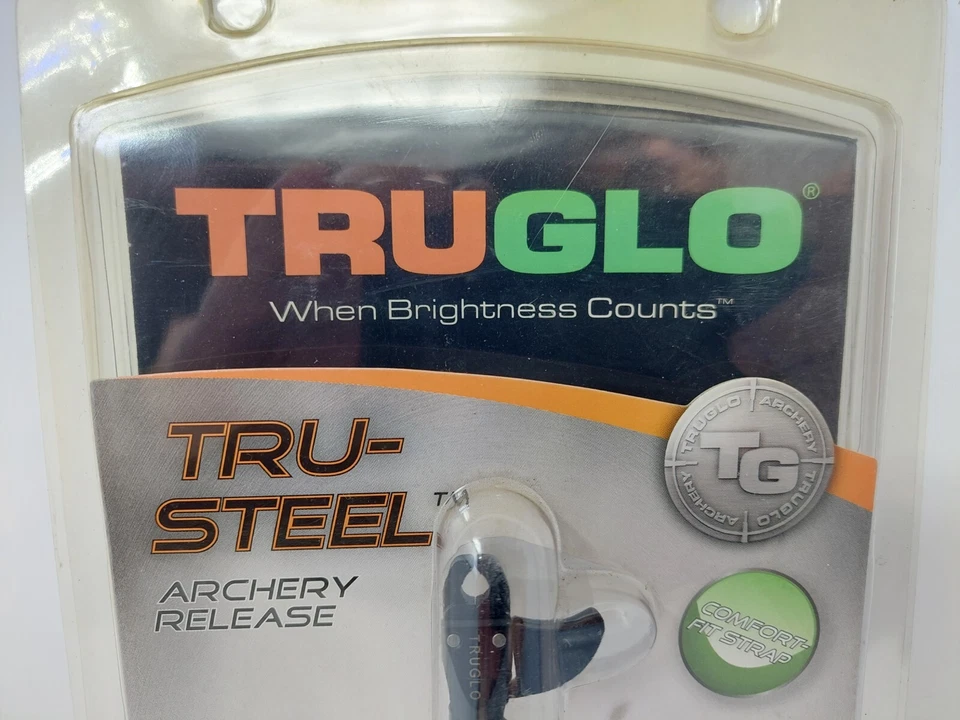 TRUGLO®
When Brightness Counts™
TRU-
STEEL™
ARCHERY
RELEASE
TRUGLO ARCHERY
TG
ARCHERY TRUGLO
COMFORT-
FIT STRAP
TRUGLO